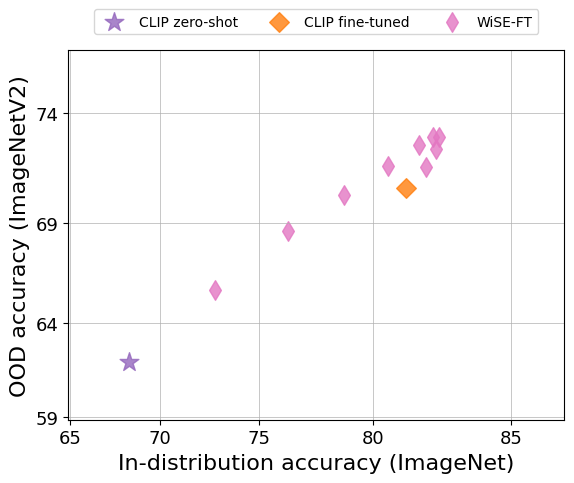 CLIP zero-shot CLIP fine-tuned WiSE-FT
OOD accuracy (ImageNetV2)
74
69
64
59
65 70 75 80 85
In-distribution accuracy (ImageNet)